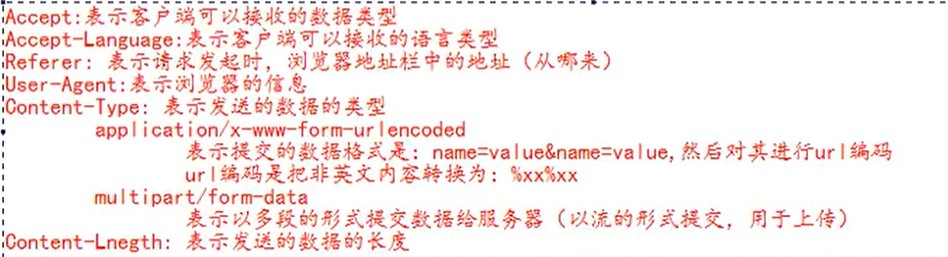 Accept:表示客户端可以接收的数据类型
Accept-Language:表示客户端可以接收的语言类型
Referer: 表示请求发起时, 浏览器地址栏中的地址 (从哪来)
User-Agent:表示浏览器的信息
Content-Type: 表示发送的数据的类型
application/x-www-form-urlencoded
表示提交的数据格式是: name=value&name=value,然后对其进行url编码
url编码是把非英文内容转换为: %xx%xx
multipart/form-data
表示以多段的形式提交数据给服务器 (以流的形式提交, 用于上传)
Content-Lnegth: 表示发送的数据的长度